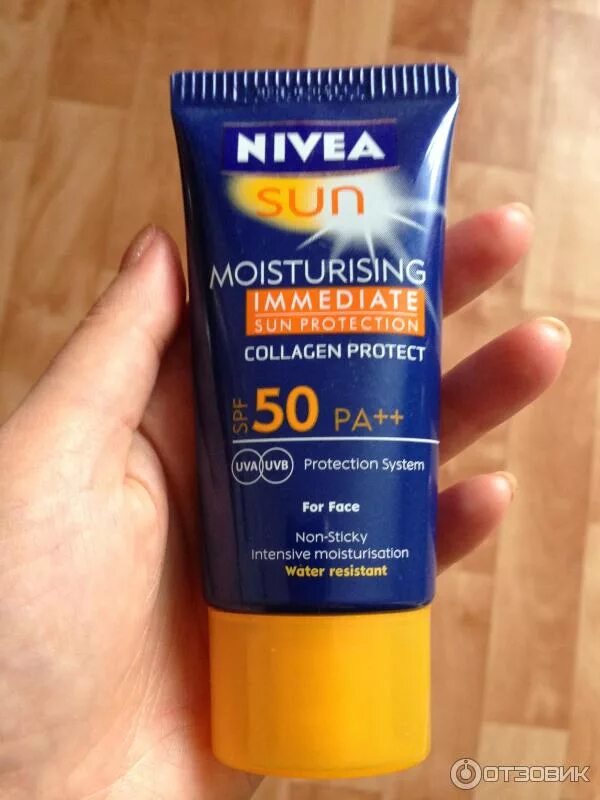 NIVEA
sun
MOISTURISING
IMMEDIATE
SUN PROTECTION
COLLAGEN PROTECT
SPF 50 PA++
UVA UVB Protection System
For Face
Non-Sticky
Intensive moisturisation
Water resistant
ОТЗОВИК